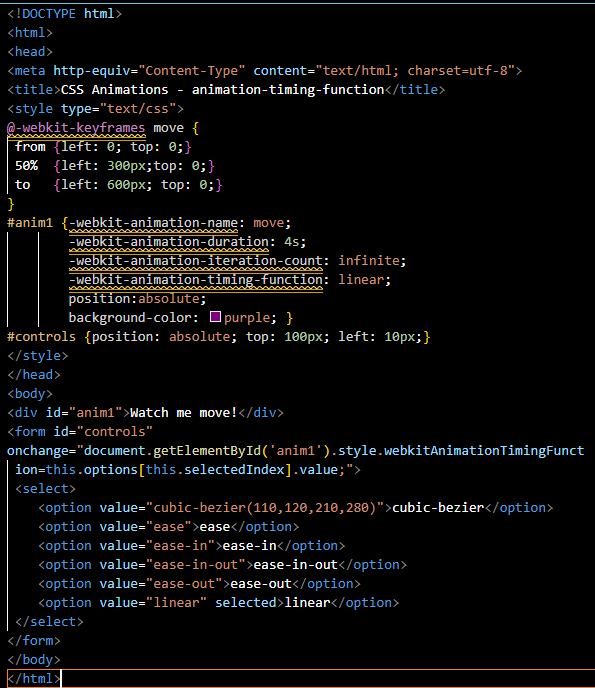 <!DOCTYPE html>
<html>
<head>
<meta http-equiv="Content-Type" content="text/html; charset=utf-8">
<title>CSS Animations - animation-timing-function</title>
<style type="text/css">
@-webkit-keyframes move {
 from {left: 0; top: 0;}
 50%  {left: 300px;top: 0;}
 to   {left: 600px; top: 0;}
}
#anim1 {-webkit-animation-name: move;
        -webkit-animation-duration: 4s;
        -webkit-animation-iteration-count: infinite;
        -webkit-animation-timing-function: linear;
        position:absolute;
        background-color: purple; }
#controls {position: absolute; top: 100px; left: 10px;}
</style>
</head>
<body>
<div id="anim1">Watch me move!</div>
<form id="controls"
onchange="document.getElementById('anim1').style.webkitAnimationTimingFunct
 ion=this.options[this.selectedIndex].value;">
 <select>
    <option value="cubic-bezier(110,120,210,280)">cubic-bezier</option>
    <option value="ease">ease</option>
    <option value="ease-in">ease-in</option>
    <option value="ease-in-out">ease-in-out</option>
    <option value="ease-out">ease-out</option>
    <option value="linear" selected>linear</option>
 </select>
</form>
</body>
</html>